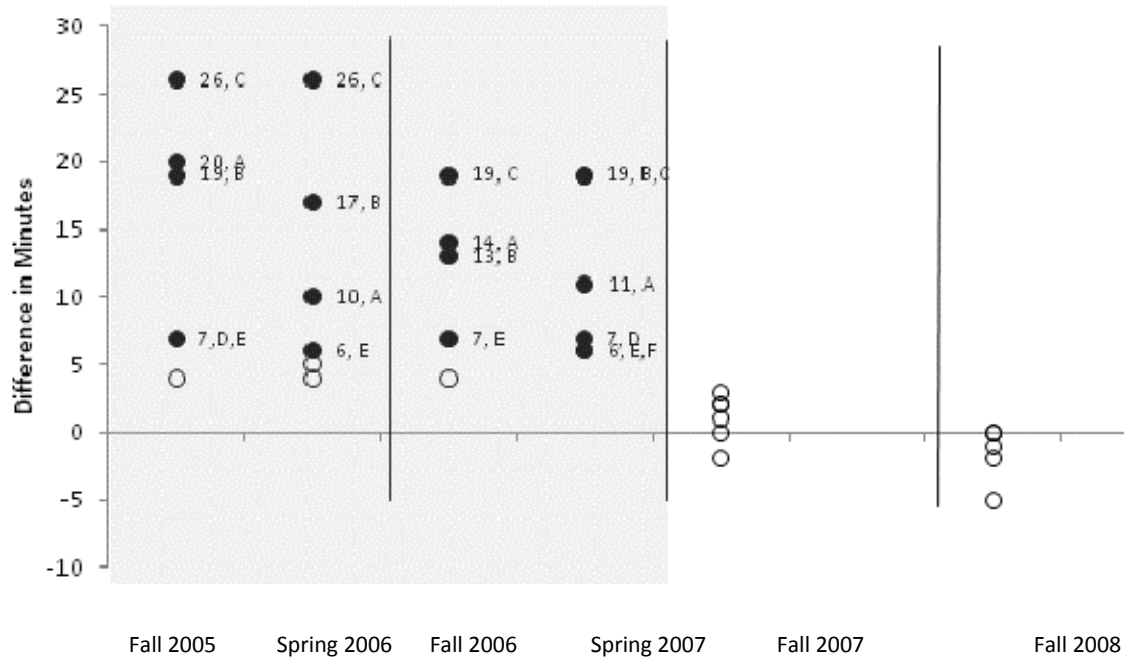 Difference in Minutes
30
25
20
15
10
5
0
-5
-10
26, C
20, A
19, B
7,D,E
26, C
17, B
10, A
6, E
19, C
14, A
13, B
7, E
19, B,C
11, A
7, D
6, E,F
Fall 2005 Spring 2006 Fall 2006 Spring 2007 Fall 2007 Fall 2008